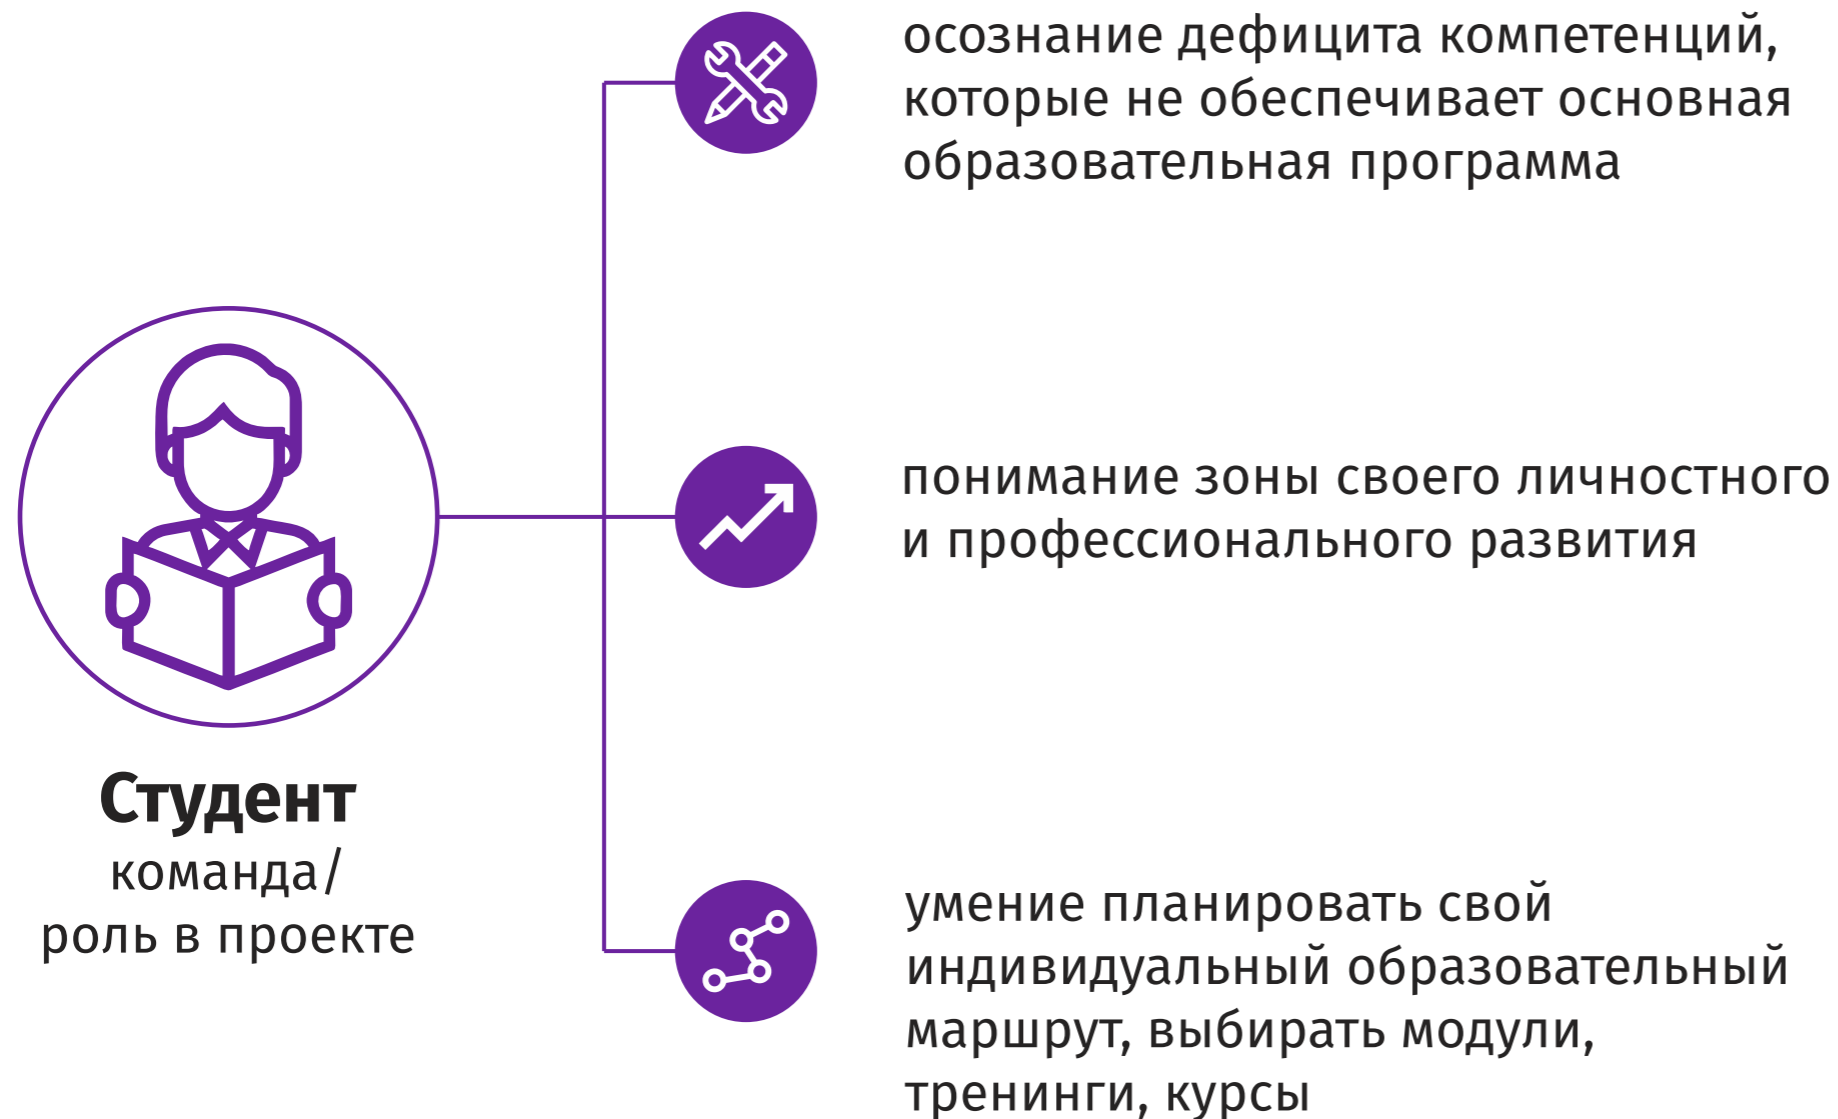 осознание дефицита компетенций,
которые не обеспечивает основная
образовательная программа
понимание зоны своего личностного
и профессионального развития
Студент
команда/
роль в проекте
умение планировать свой
индивидуальный образовательный
маршрут, выбирать модули,
тренинги, курсы